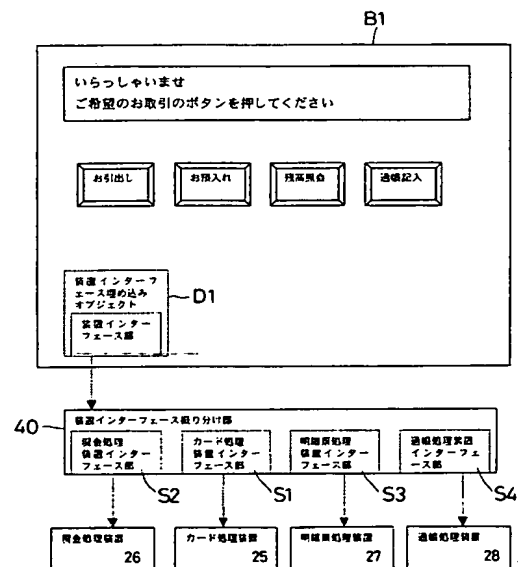 B1
いらっしゃいませ
ご希望のお取引のボタンを押してください
お引出し
お預入れ
残高照会
通帳記入
装置インターフ
ェース埋め込み
オブジェクト
D1
装置インター
フェース部
40
装置インターフェース振り分け部
現金処理
装置インター
フェース部
S2
カード処理
装置インター
フェース部
S1
明細票処理
装置インター
フェース部
S3
通帳処理装置
インターフェ
ース部
S4
現金処理装置
26
カード処理装置
25
明細票処理装置
27
通帳処理装置
28